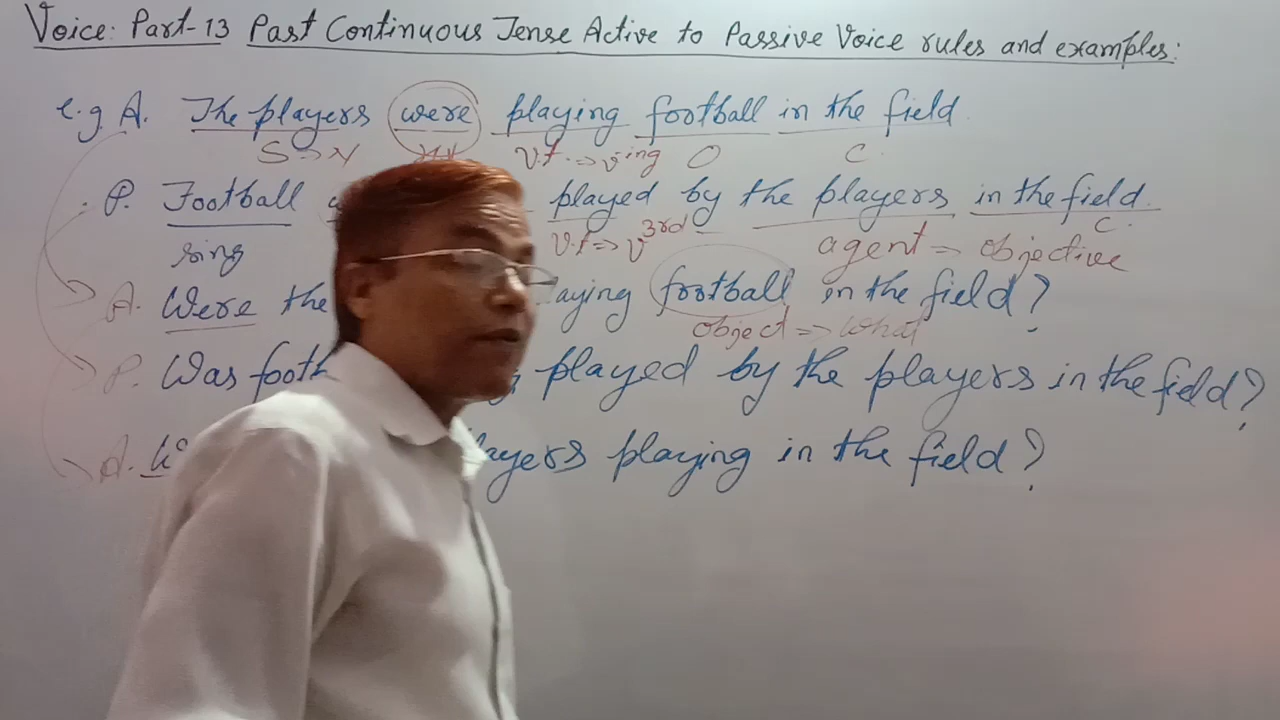 Voice: Part-13 Past Continuous Tense Active to Passive Voice rules and examples:
e.g A. The players were playing football in the field.
S V.t. => V ing O C.
P. Football played by the players in the field.
sing V.t => V 3rd agent = objective C.
A. Were the aying football in the field?
object => what
P. Was footb played by the players in the field?
A. W layers playing in the field?